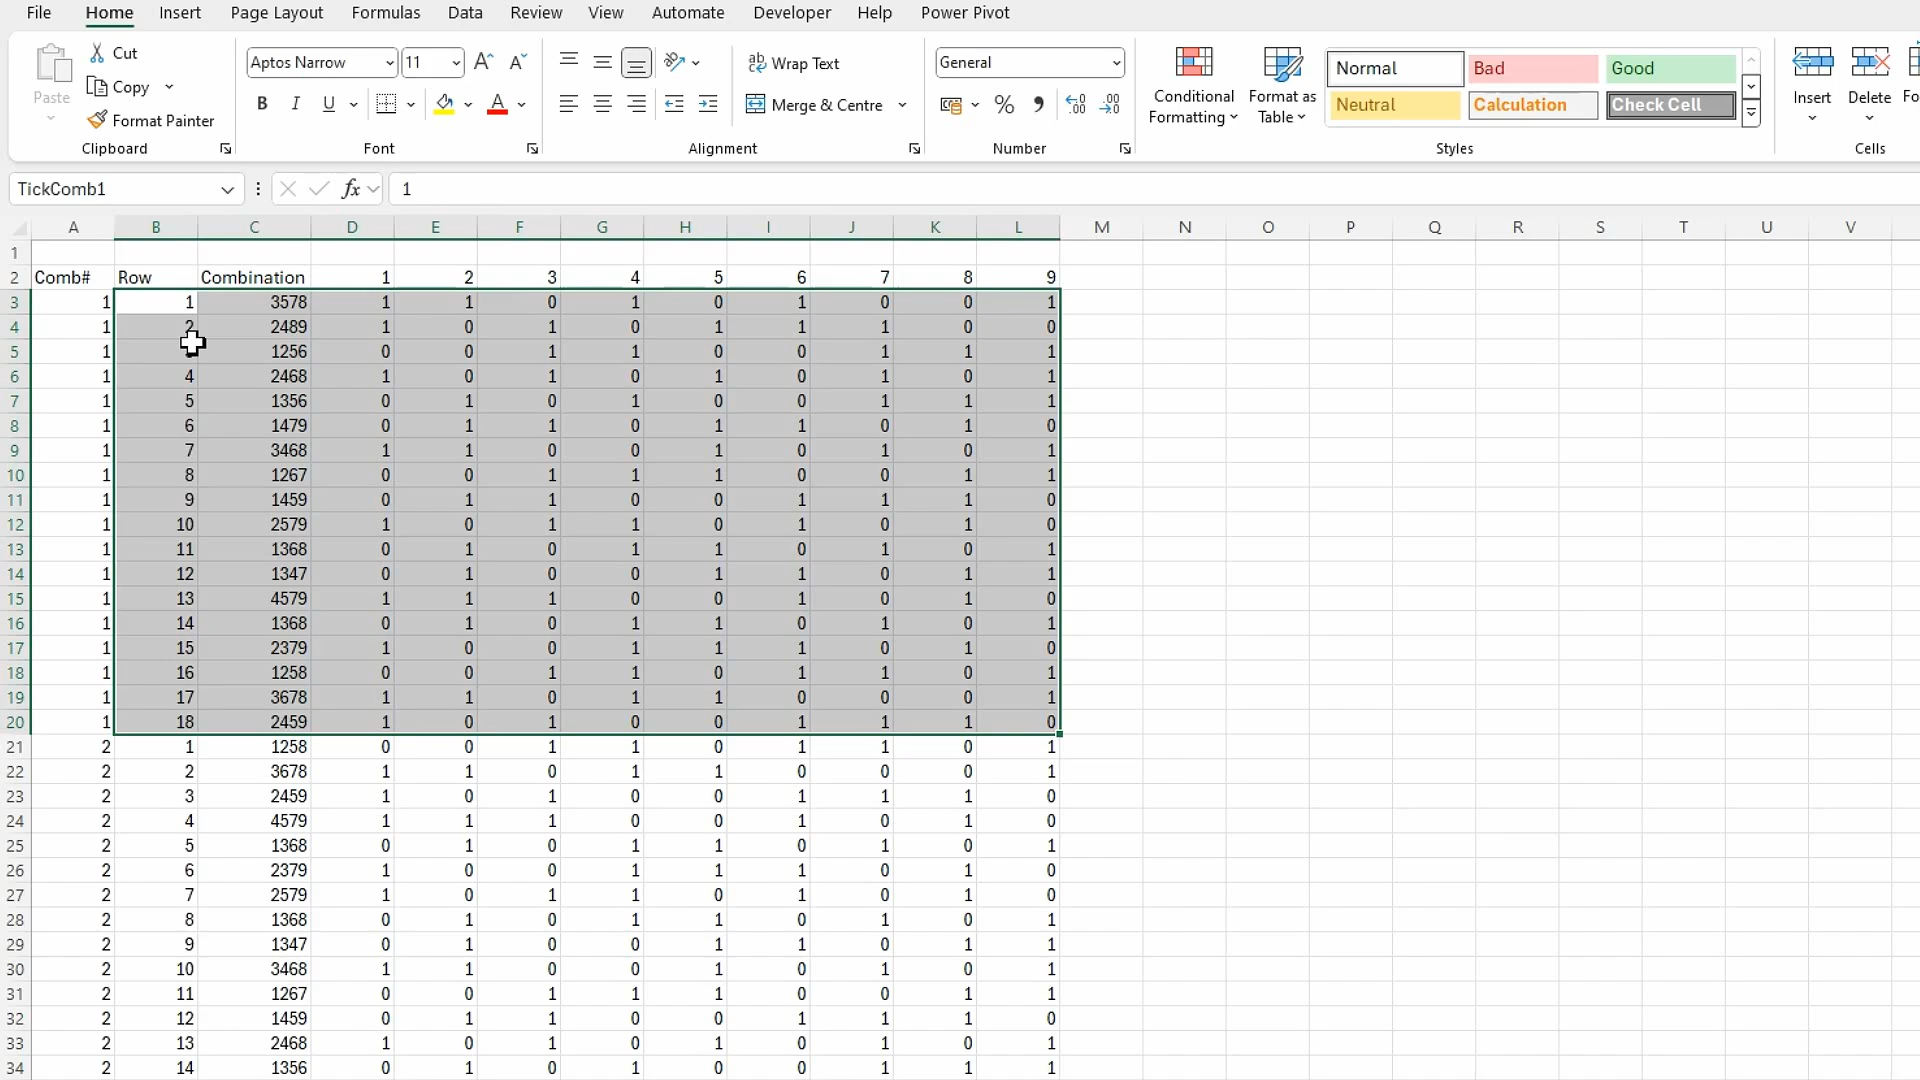 File Home Insert Page Layout Formulas Data Review View Automate Developer Help Power Pivot
Paste Cut Copy Format Painter Clipboard
Aptos Narrow 11 B I U A Font
Wrap Text Merge & Centre Alignment
General % Number
Conditional Formatting Format as Table Normal Bad Good Neutral Calculation Check Cell Styles
Insert Delete Cells
TickComb1 fx 1
A B C D E F G H I J K L M N O P Q R S T U V
1
2 Comb# Row Combination 1 2 3 4 5 6 7 8 9
3 1 1 3578 1 1 0 1 0 1 0 0 1
4 1 2 2489 1 0 1 0 1 1 1 0 0
5 1 1256 0 0 1 1 0 0 1 1 1
6 1 4 2468 1 0 1 0 1 0 1 0 1
7 1 5 1356 0 1 0 1 0 0 1 1 1
8 1 6 1479 0 1 1 0 1 1 0 1 0
9 1 7 3468 1 1 0 0 1 0 1 0 1
10 1 8 1267 0 0 1 1 1 0 0 1 1
11 1 9 1459 0 1 1 0 0 1 1 1 0
12 1 10 2579 1 0 1 1 0 1 0 1 0
13 1 11 1368 0 1 0 1 1 0 1 0 1
14 1 12 1347 0 1 0 0 1 1 0 1 1
15 1 13 4579 1 1 1 0 0 1 0 1 0
16 1 14 1368 0 1 0 1 1 0 1 0 1
17 1 15 2379 1 0 0 1 1 1 0 1 0
18 1 16 1258 0 0 1 1 0 1 1 0 1
19 1 17 3678 1 1 0 1 1 0 0 0 1
20 1 18 2459 1 0 1 0 0 1 1 1 0
21 2 1 1258 0 0 1 1 0 1 1 0 1
22 2 2 3678 1 1 0 1 1 0 0 0 1
23 2 3 2459 1 0 1 0 0 1 1 1 0
24 2 4 4579 1 1 1 0 0 1 0 1 0
25 2 5 1368 0 1 0 1 1 0 1 0 1
26 2 6 2379 1 0 0 1 1 1 0 1 0
27 2 7 2579 1 0 1 1 0 1 0 1 0
28 2 8 1368 0 1 0 1 1 0 1 0 1
29 2 9 1347 0 1 0 0 1 1 0 1 1
30 2 10 3468 1 1 0 0 1 0 1 0 1
31 2 11 1267 0 0 1 1 1 0 0 1 1
32 2 12 1459 0 1 1 0 0 1 1 1 0
33 2 13 2468 1 0 1 0 1 0 1 0 1
34 2 14 1356 0 1 0 1 0 0 1 1 1